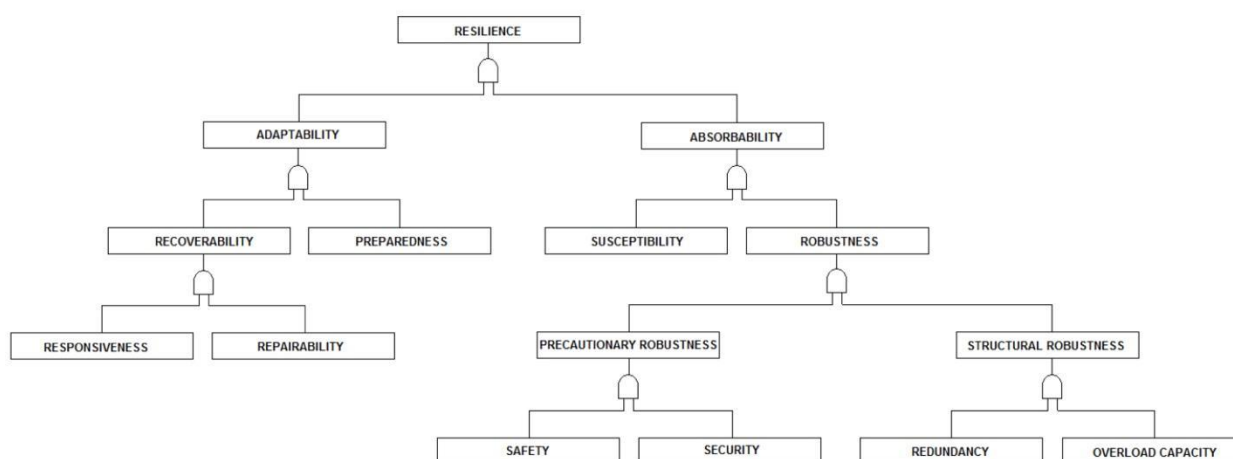 RESILIENCE
ADAPTABILITY
ABSORBABILITY
RECOVERABILITY
PREPAREDNESS
SUSCEPTIBILITY
ROBUSTNESS
RESPONSIVENESS
REPAIRABILITY
PRECAUTIONARY ROBUSTNESS
STRUCTURAL ROBUSTNESS
SAFETY
SECURITY
REDUNDANCY
OVERLOAD CAPACITY